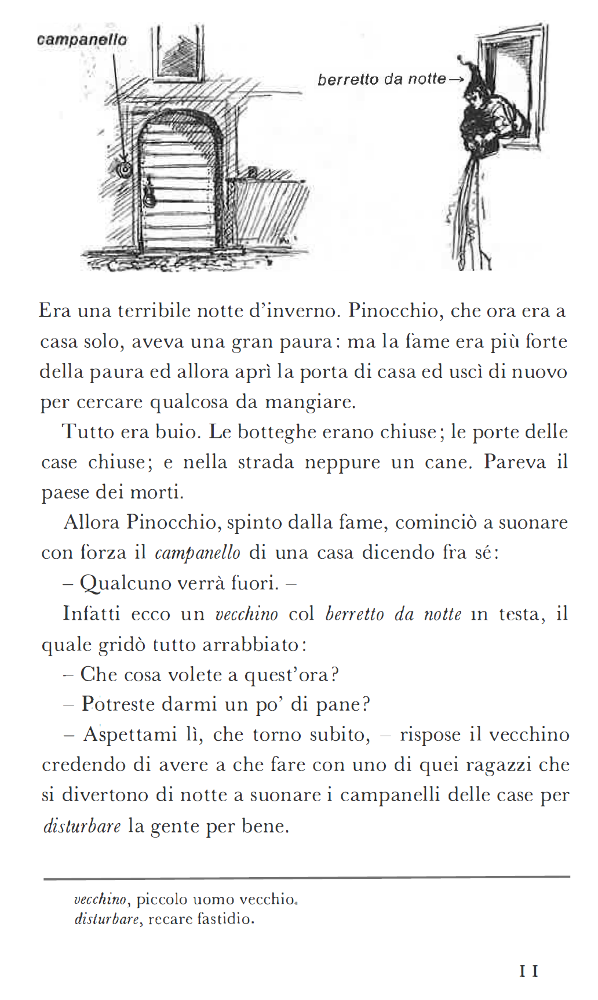 campanello
berretto da notte
Era una terribile notte d'inverno. Pinocchio, che ora era a
casa solo, aveva una gran paura: ma la fame era più forte
della paura ed allora aprì la porta di casa ed uscì di nuovo
per cercare qualcosa da mangiare.
Tutto era buio. Le botteghe erano chiuse; le porte delle
case chiuse; e nella strada neppure un cane. Pareva il
paese dei morti.
Allora Pinocchio, spinto dalla fame, cominciò a suonare
con forza il campanello di una casa dicendo fra sé:
– Qualcuno verrà fuori. –
Infatti ecco un vecchino col berretto da notte in testa, il
quale gridò tutto arrabbiato:
– Che cosa volete a quest'ora?
– Potreste darmi un po' di pane?
– Aspettami lì, che torno subito, – rispose il vecchino
credendo di avere a che fare con uno di quei ragazzi che
si divertono di notte a suonare i campanelli delle case per
disturbare la gente per bene.
vecchino, piccolo uomo vecchio.
disturbare, recare fastidio.
11